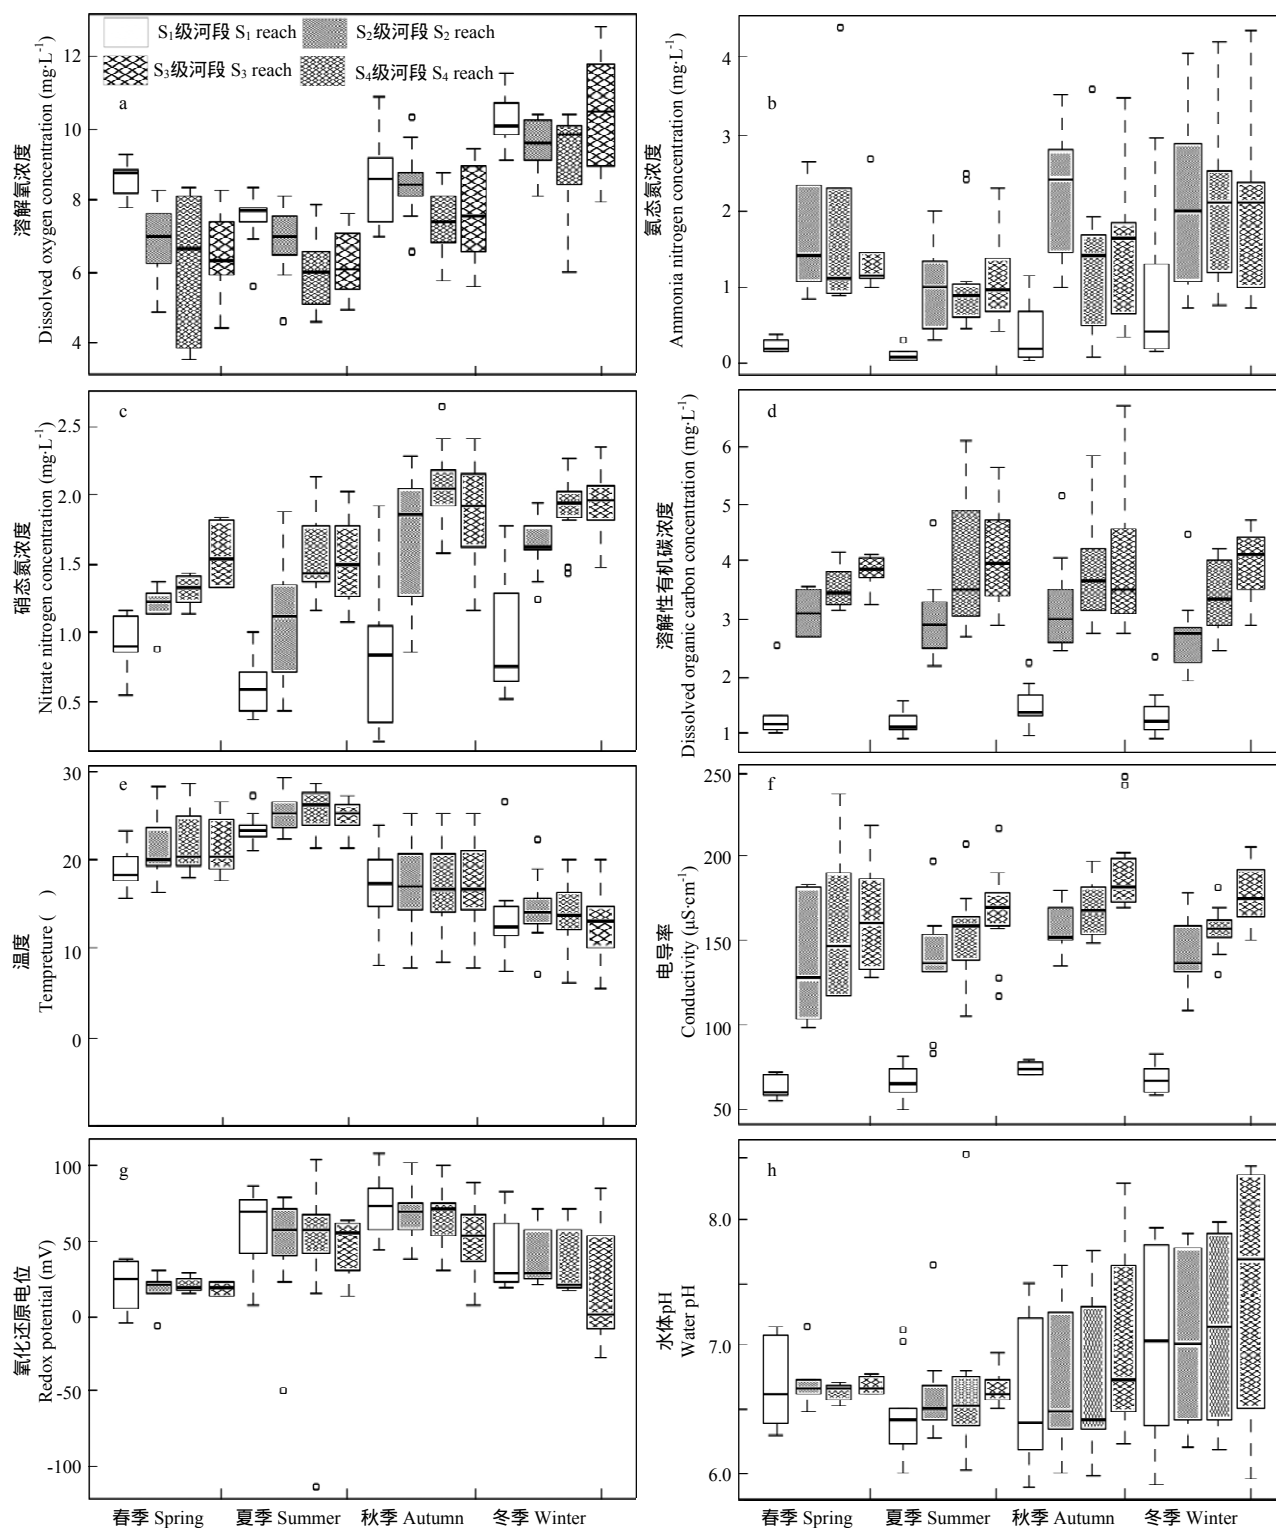 S1级河段 S1 reach
S2级河段 S2 reach
S3级河段 S3 reach
S4级河段 S4 reach
a
溶解氧浓度
Dissolved oxygen concentration (mg·L-1)
12
10
8
6
4
b
氨态氮浓度
Ammonia nitrogen concentration (mg·L-1)
4
3
2
1
0
c
硝态氮浓度
Nitrate nitrogen concentration (mg·L-1)
2.5
2.0
1.5
1.0
0.5
d
溶解性有机碳浓度
Dissolved organic carbon concentration (mg·L-1)
6
5
4
3
2
1
e
温度
Tempreture ( )
30
20
10
0
f
电导率
Conductivity (μS·cm-1)
250
200
150
100
50
g
氧化还原电位
Redox potential (mV)
100
50
0
-50
-100
h
水体pH
Water pH
8.0
7.0
6.0
春季 Spring
夏季 Summer
秋季 Autumn
冬季 Winter
春季 Spring
夏季 Summer
秋季 Autumn
冬季 Winter